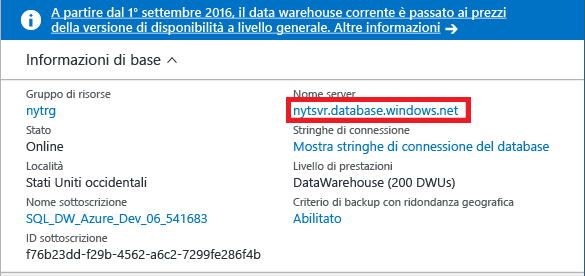 A partire dal 1° settembre 2016, il data warehouse corrente è passato ai prezzi
della versione di disponibilità a livello generale. Altre informazioni →
Informazioni di base
Gruppo di risorse
nytrg
Stato
Online
Località
Stati Uniti occidentali
Nome sottoscrizione
SQL_DW_Azure_Dev_06_541683
ID sottoscrizione
f76b23dd-f29b-4562-a6c2-7299fe286f4b
Nome server
nytsvr.database.windows.net
Stringhe di connessione
Mostra stringhe di connessione del database
Livello di prestazioni
DataWarehouse (200 DWUs)
Criterio di backup con ridondanza geografica
Abilitato